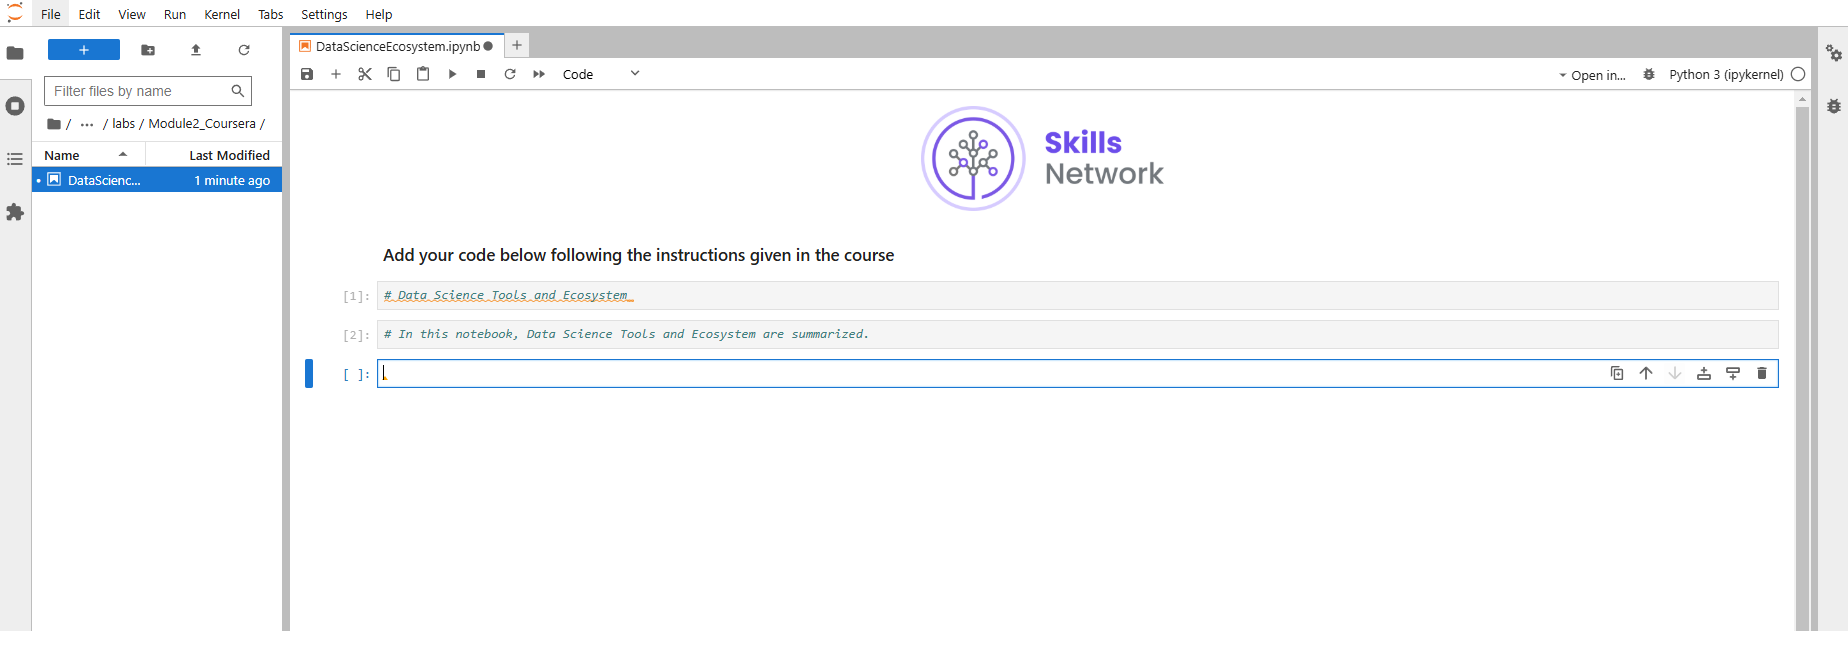 File Edit View Run Kernel Tabs Settings Help
DataScienceEcosystem.ipynb
Code
Open in...
Python 3 (ipykernel)
Filter files by name
/ ... / labs / Module2_Coursera /
Name Last Modified
DataScienc... 1 minute ago
Skills
Network
Add your code below following the instructions given in the course
[1]: # Data Science Tools and Ecosystem
[2]: # In this notebook, Data Science Tools and Ecosystem are summarized.
[ ]: